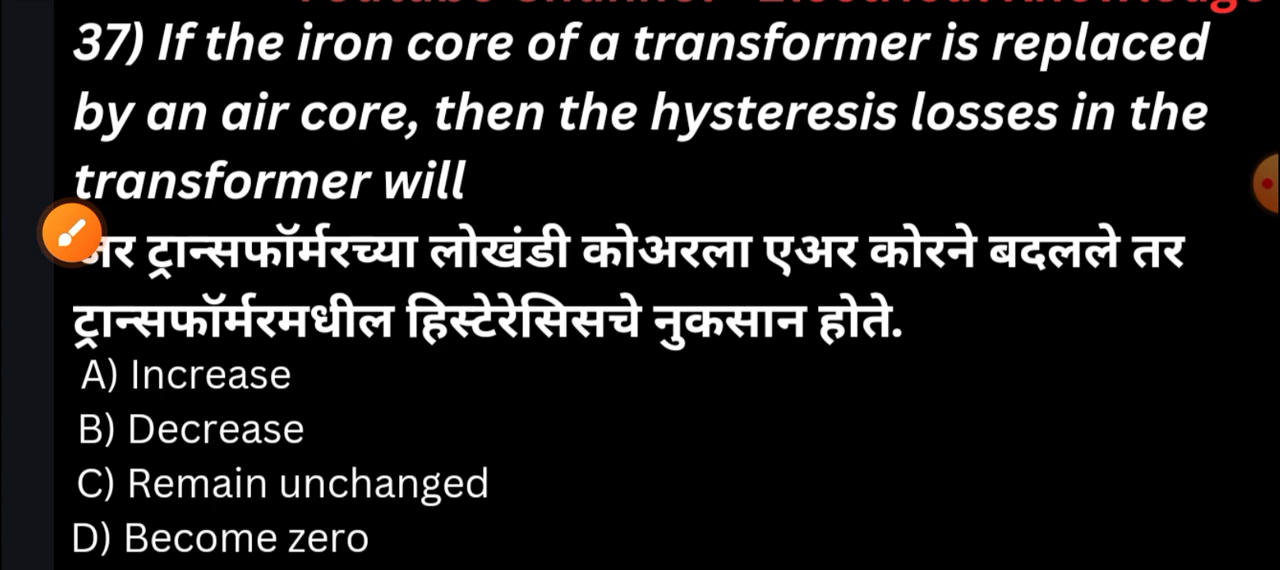 37) If the iron core of a transformer is replaced
by an air core, then the hysteresis losses in the
transformer will
ट्रान्सफॉर्मरच्या लोखंडी कोअरला एअर कोरने बदलले तर
ट्रान्सफॉर्मरमधील हिस्टेरेसिसचे नुकसान होते.
A) Increase
B) Decrease
C) Remain unchanged
D) Become zero